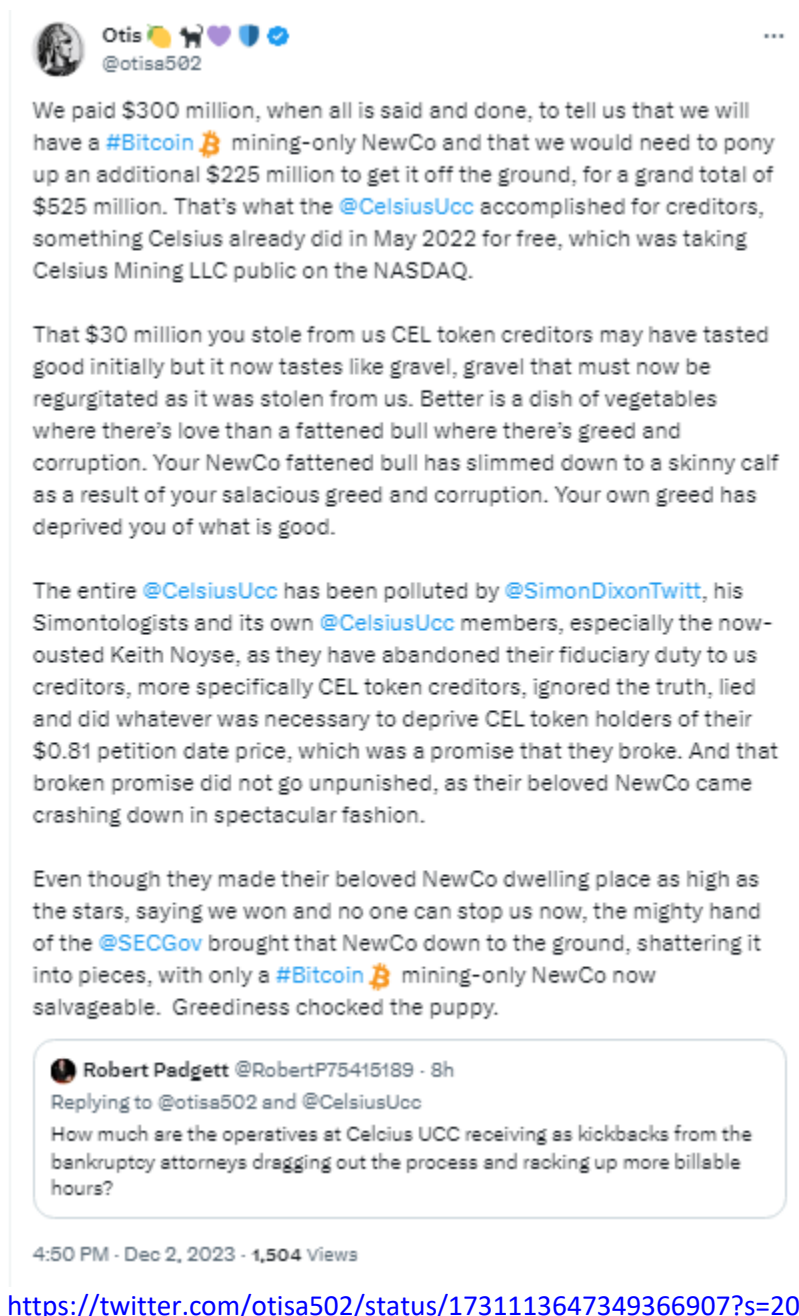 Otis 🍋 🐈‍⬛💜🛡️
@otisa502
We paid $300 million, when all is said and done, to tell us that we will
have a #Bitcoin ₿ mining-only NewCo and that we would need to pony
up an additional $225 million to get it off the ground, for a grand total of
$525 million. That's what the @CelsiusUcc accomplished for creditors,
something Celsius already did in May 2022 for free, which was taking
Celsius Mining LLC public on the NASDAQ.
That $30 million you stole from us CEL token creditors may have tasted
good initially but it now tastes like gravel, gravel that must now be
regurgitated as it was stolen from us. Better is a dish of vegetables
where there's love than a fattened bull where there's greed and
corruption. Your NewCo fattened bull has slimmed down to a skinny calf
as a result of your salacious greed and corruption. Your own greed has
deprived you of what is good.
The entire @CelsiusUcc has been polluted by @SimonDixonTwitt, his
Simontologists and its own @CelsiusUcc members, especially the now-
ousted Keith Noyse, as they have abandoned their fiduciary duty to us
creditors, more specifically CEL token creditors, ignored the truth, lied
and did whatever was necessary to deprive CEL token holders of their
$0.81 petition date price, which was a promise that they broke. And that
broken promise did not go unpunished, as their beloved NewCo came
crashing down in spectacular fashion.
Even though they made their beloved NewCo dwelling place as high as
the stars, saying we won and no one can stop us now, the mighty hand
of the @SECGov brought that NewCo down to the ground, shattering it
into pieces, with only a #Bitcoin ₿ mining-only NewCo now
salvageable. Greediness chocked the puppy.
Robert Padgett @RobertP75415189 · 8h
Replying to @otisa502 and @CelsiusUcc
How much are the operatives at Celcius UCC receiving as kickbacks from the
bankruptcy attorneys dragging out the process and racking up more billable
hours?
4:50 PM · Dec 2, 2023 · 1,504 Views
https://twitter.com/otisa502/status/1731113647349366907?s=20